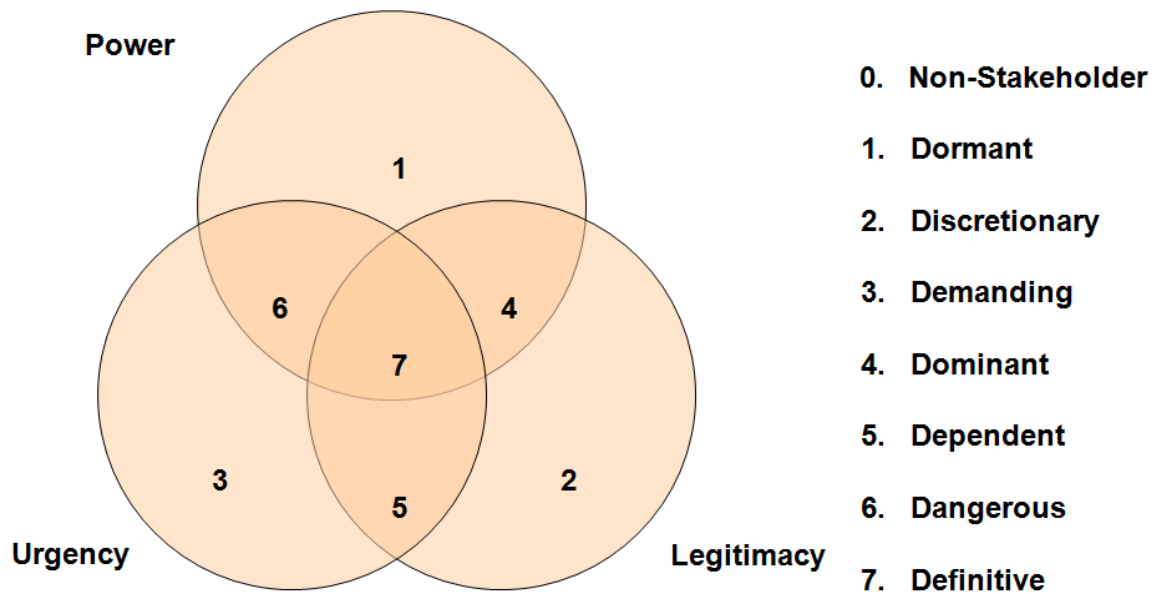 Power
1
6
4
7
3
5
2
Urgency
Legitimacy
0. Non-Stakeholder
1. Dormant
2. Discretionary
3. Demanding
4. Dominant
5. Dependent
6. Dangerous
7. Definitive